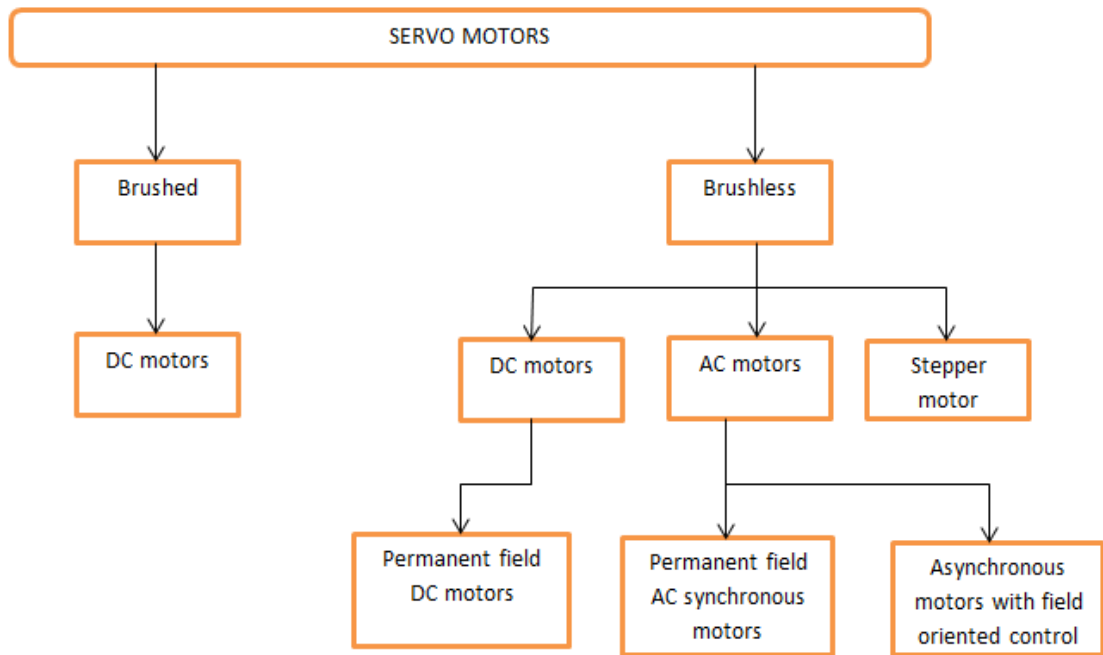 SERVO MOTORS
Brushed
Brushless
DC motors
DC motors
AC motors
Stepper
motor
Permanent field
DC motors
Permanent field
AC synchronous
motors
Asynchronous
motors with field
oriented control